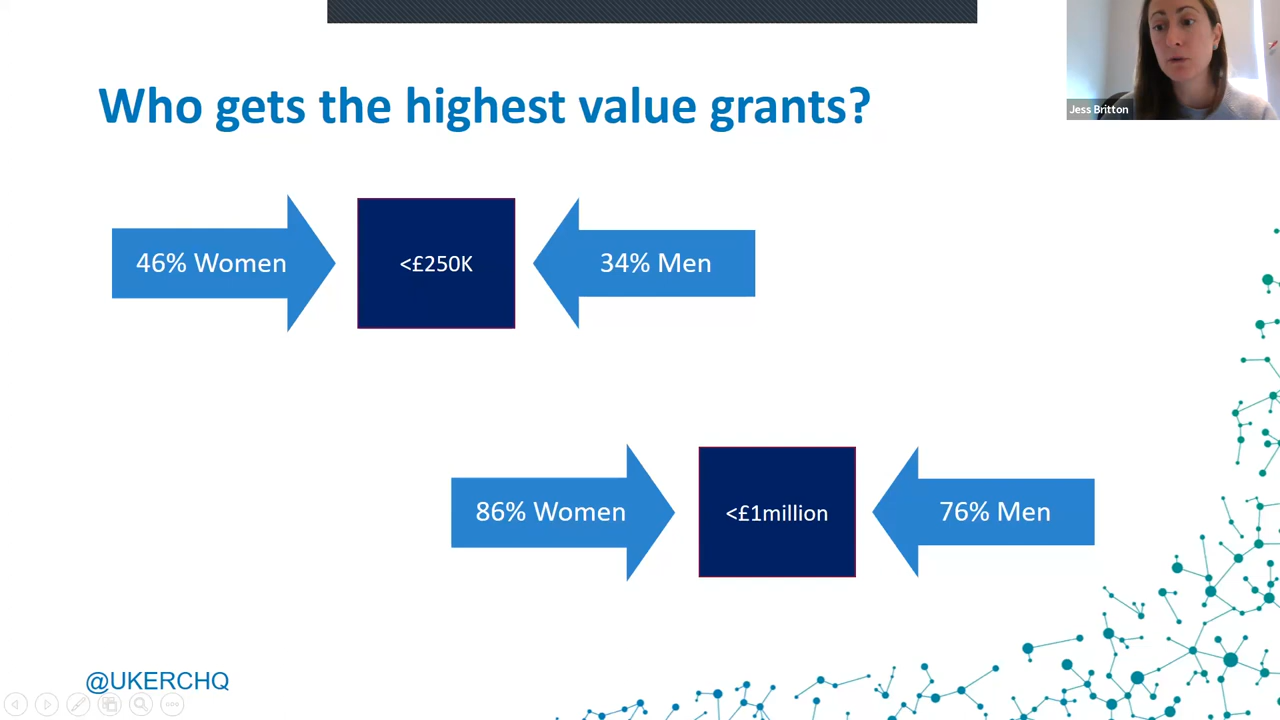 Jess Britton
Who gets the highest value grants?
46% Women
<£250K
34% Men
86% Women
<£1million
76% Men
@UKERCHQ